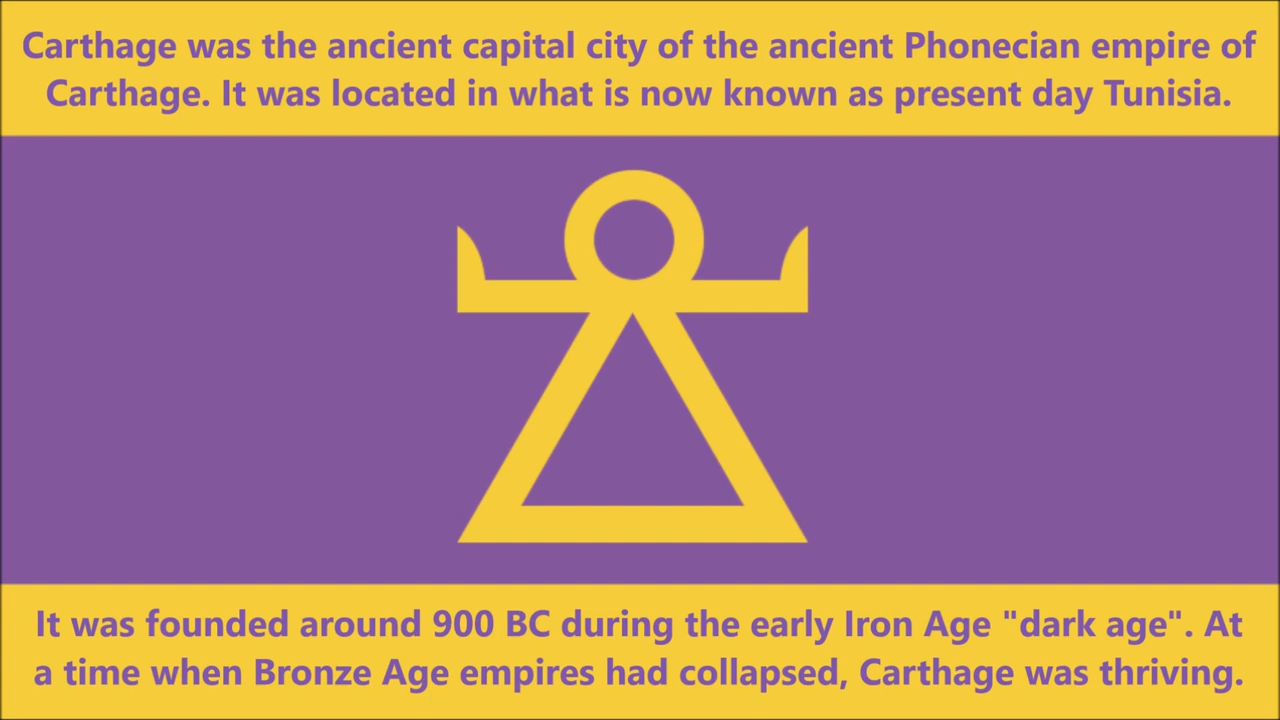 Carthage was the ancient capital city of the ancient Phonecian empire of
Carthage. It was located in what is now known as present day Tunisia.
It was founded around 900 BC during the early Iron Age "dark age". At
a time when Bronze Age empires had collapsed, Carthage was thriving.